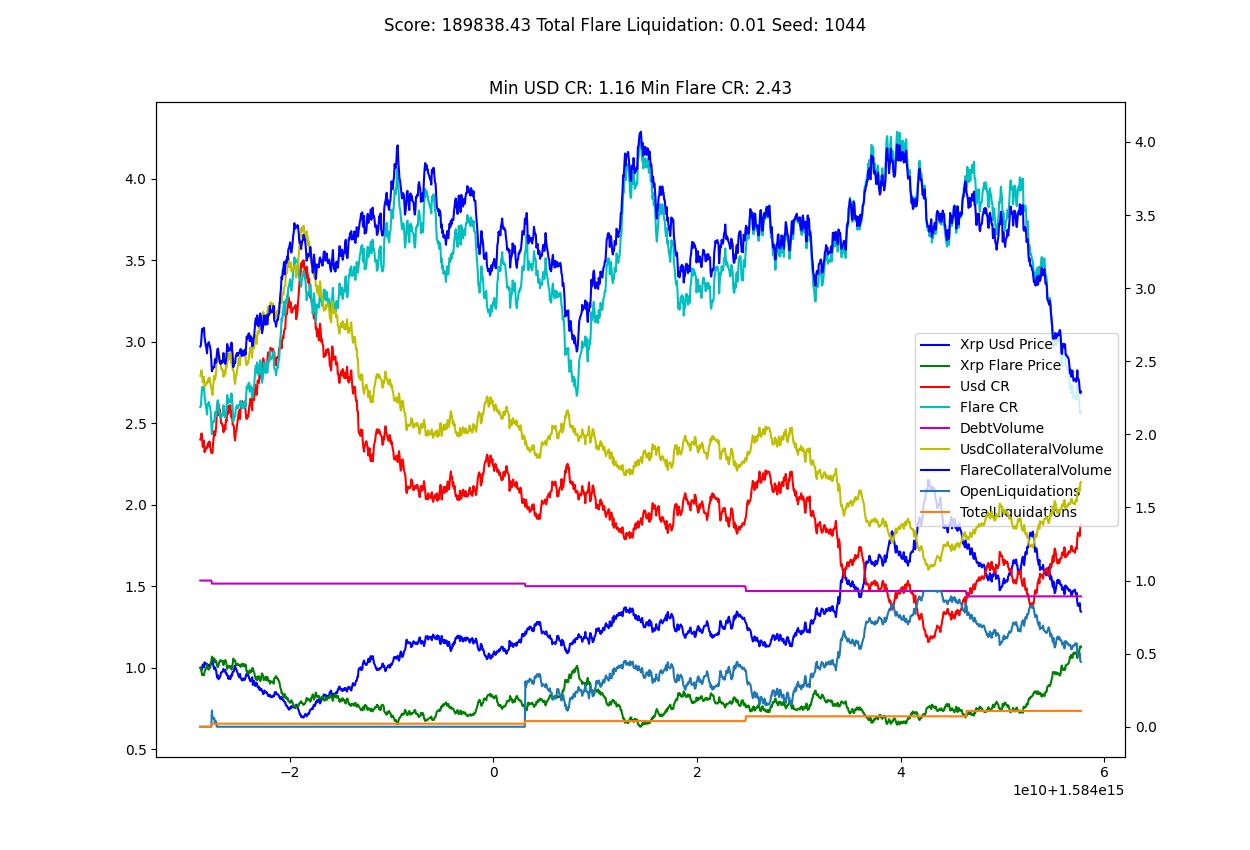 Score: 189838.43 Total Flare Liquidation: 0.01 Seed: 1044
Min USD CR: 1.16 Min Flare CR: 2.43
4.0
3.5
3.0
2.5
2.0
1.5
1.0
0.5
4.0
3.5
3.0
2.5
2.0
1.5
1.0
0.5
0.0
Xrp Usd Price
Xrp Flare Price
Usd CR
Flare CR
DebtVolume
UsdCollateralVolume
FlareCollateralVolume
OpenLiquidations
TotalLiquidations
−2 0 2 4 6
1e10+1.584e15